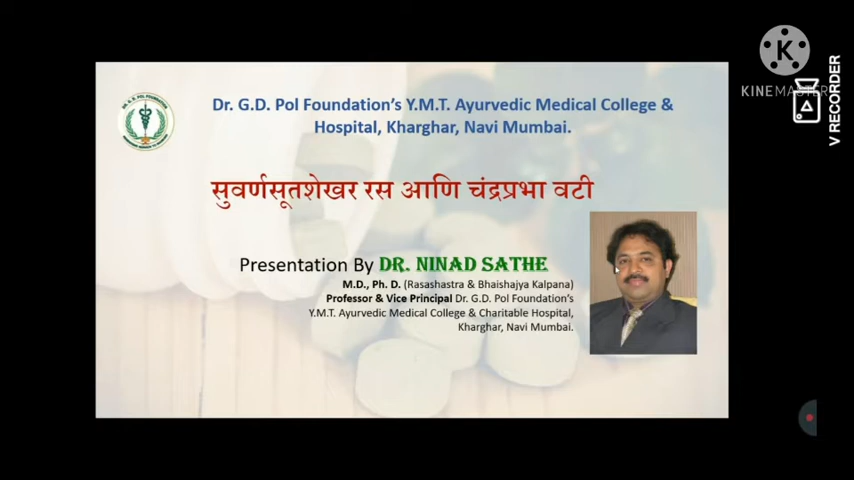 Dr. G.D. Pol Foundation's Y.M.T. Ayurvedic Medical College &
Hospital, Kharghar, Navi Mumbai.
सुवर्णसूतशेखर रस आणि चंद्रप्रभा वटी
Presentation By DR. NINAD SATHE
M.D., Ph. D. (Rasashastra & Bhaishajya Kalpana)
Professor & Vice Principal Dr. G.D. Pol Foundation's
Y.M.T. Ayurvedic Medical College & Charitable Hospital,
Kharghar, Navi Mumbai.
K
KINEMASTER
V RECORDER